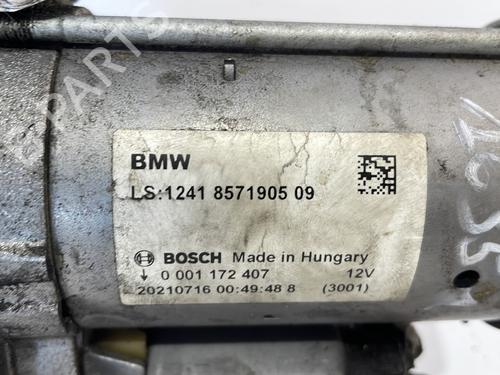 BMW
LS:1241 8571905 09
BOSCH Made in Hungary
0 001 172 407 12V
20210716 00:49:48 8 (3001)
B-PARTS